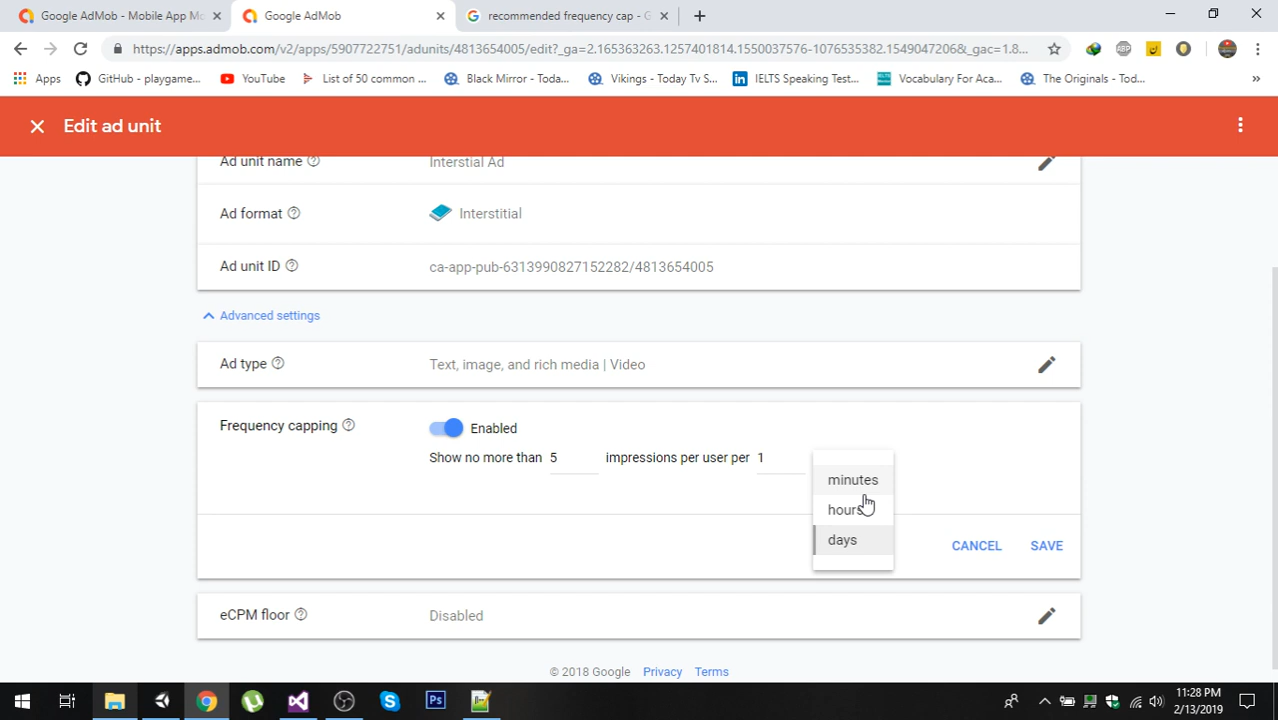 Google AdMob - Mobile App Mo
Google AdMob
recommended frequency cap - G
https://apps.admob.com/v2/apps/5907722751/adunits/4813654005/edit?_ga=2.165363263.1257401814.1550037576-1076535382.1549047206&_gac=1.8...
ABP
Apps
GitHub - playgame...
YouTube
List of 50 common ...
Black Mirror - Toda...
Vikings - Today Tv S...
IELTS Speaking Test...
Vocabulary For Aca...
The Originals - Tod...
»
Edit ad unit
Ad unit name
Interstial Ad
Ad format
Interstitial
Ad unit ID
ca-app-pub-6313990827152282/4813654005
Advanced settings
Ad type
Text, image, and rich media | Video
Frequency capping
Enabled
Show no more than 5 impressions per user per 1
minutes
hours
days
CANCEL
SAVE
eCPM floor
Disabled
© 2018 Google
Privacy
Terms
Ps
11:28 PM
2/13/2019